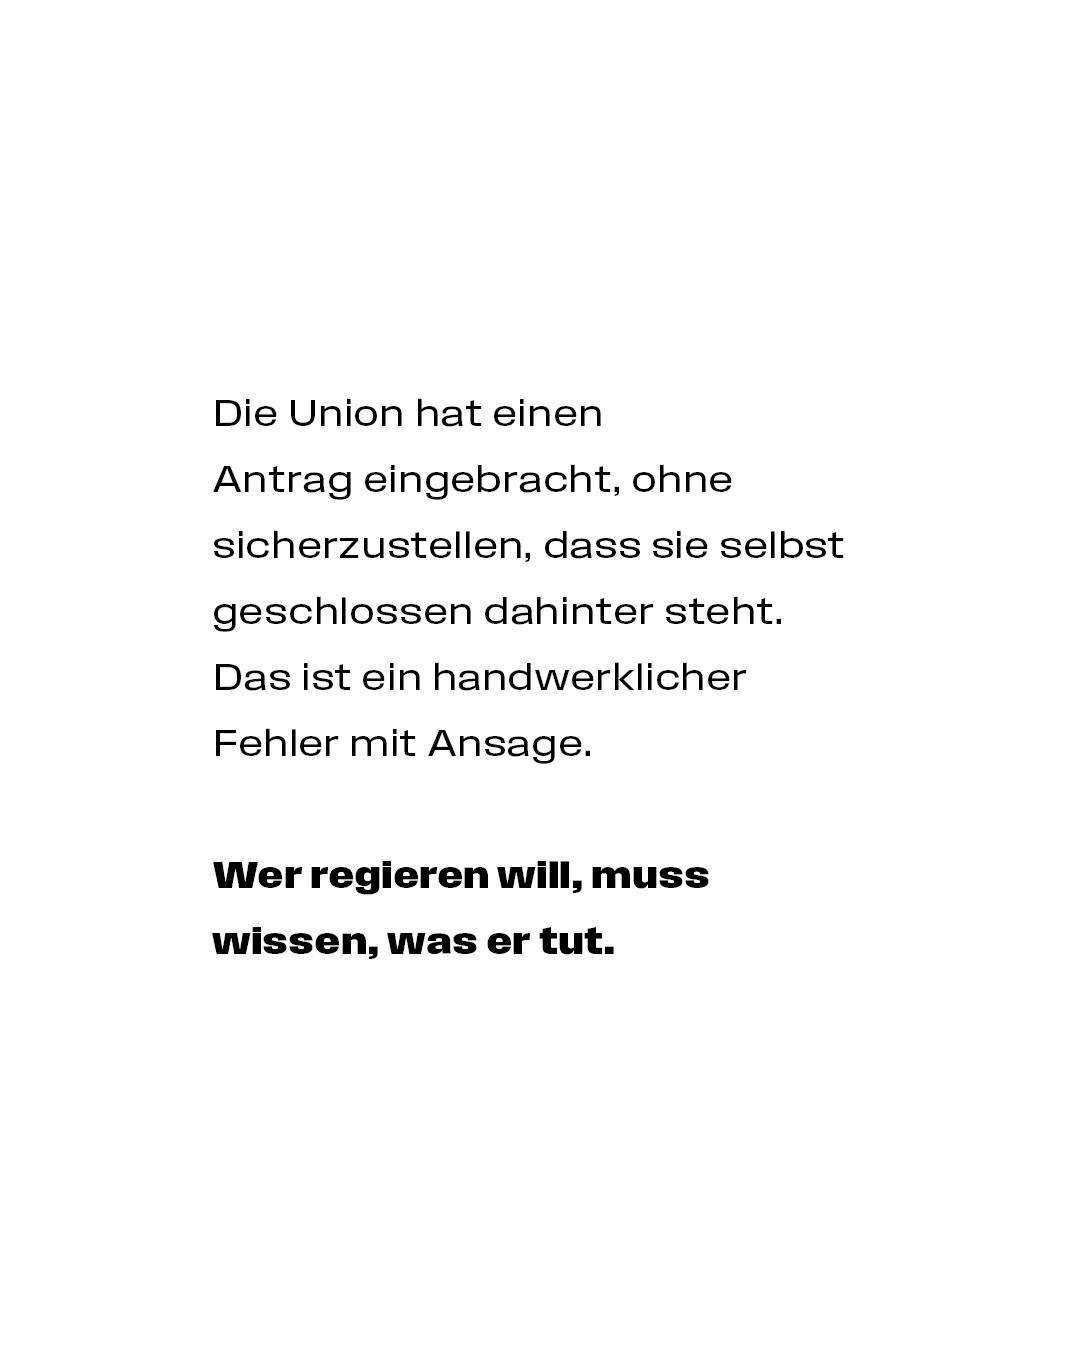 Die Union hat einen
Antrag eingebracht, ohne
sicherzustellen, dass sie selbst
geschlossen dahinter steht.
Das ist ein handwerklicher
Fehler mit Ansage.
Wer regieren will, muss
wissen, was er tut.